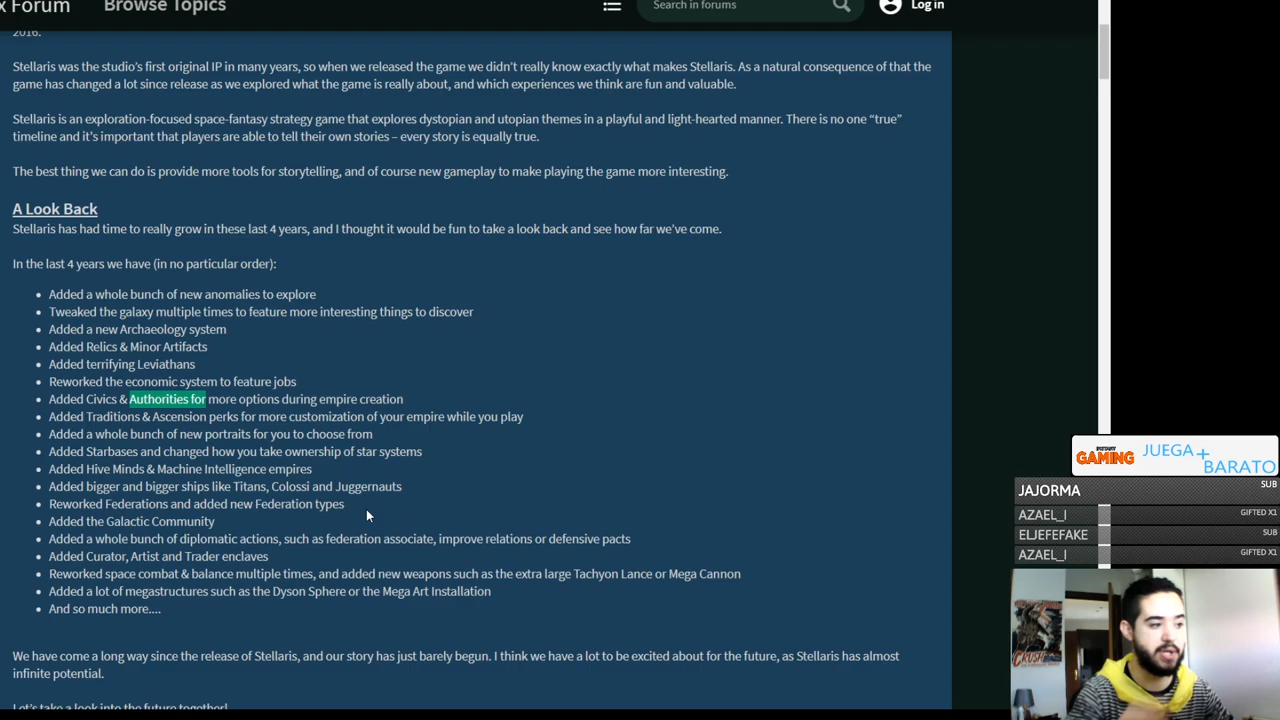 x Forum
Browse Topics
Search in forums
Log in
2016.
Stellaris was the studio's first original IP in many years, so when we released the game we didn't really know exactly what makes Stellaris. As a natural consequence of that the
game has changed a lot since release as we explored what the game is really about, and which experiences we think are fun and valuable.
Stellaris is an exploration-focused space-fantasy strategy game that explores dystopian and utopian themes in a playful and light-hearted manner. There is no one “true”
timeline and it's important that players are able to tell their own stories – every story is equally true.
The best thing we can do is provide more tools for storytelling, and of course new gameplay to make playing the game more interesting.
A Look Back
Stellaris has had time to really grow in these last 4 years, and I thought it would be fun to take a look back and see how far we've come.
In the last 4 years we have (in no particular order):
• Added a whole bunch of new anomalies to explore
• Tweaked the galaxy multiple times to feature more interesting things to discover
• Added a new Archaeology system
• Added Relics & Minor Artifacts
• Added terrifying Leviathans
• Reworked the economic system to feature jobs
• Added Civics & Authorities for more options during empire creation
• Added Traditions & Ascension perks for more customization of your empire while you play
• Added a whole bunch of new portraits for you to choose from
• Added Starbases and changed how you take ownership of star systems
• Added Hive Minds & Machine Intelligence empires
• Added bigger and bigger ships like Titans, Colossi and Juggernauts
• Reworked Federations and added new Federation types
• Added the Galactic Community
• Added a whole bunch of diplomatic actions, such as federation associate, improve relations or defensive pacts
• Added Curator, Artist and Trader enclaves
• Reworked space combat & balance multiple times, and added new weapons such as the extra large Tachyon Lance or Mega Cannon
• Added a lot of megastructures such as the Dyson Sphere or the Mega Art Installation
• And so much more....
We have come a long way since the release of Stellaris, and our story has just barely begun. I think we have a lot to be excited about for the future, as Stellaris has almost
infinite potential.
Let's take a look into the future together!
INSTANT GAMING
JUEGA+
BARATO
JAJORMA SUB
AZAEL_I GIFTED X1
ELJEFEFAKE SUB
AZAEL_I GIFTED X1